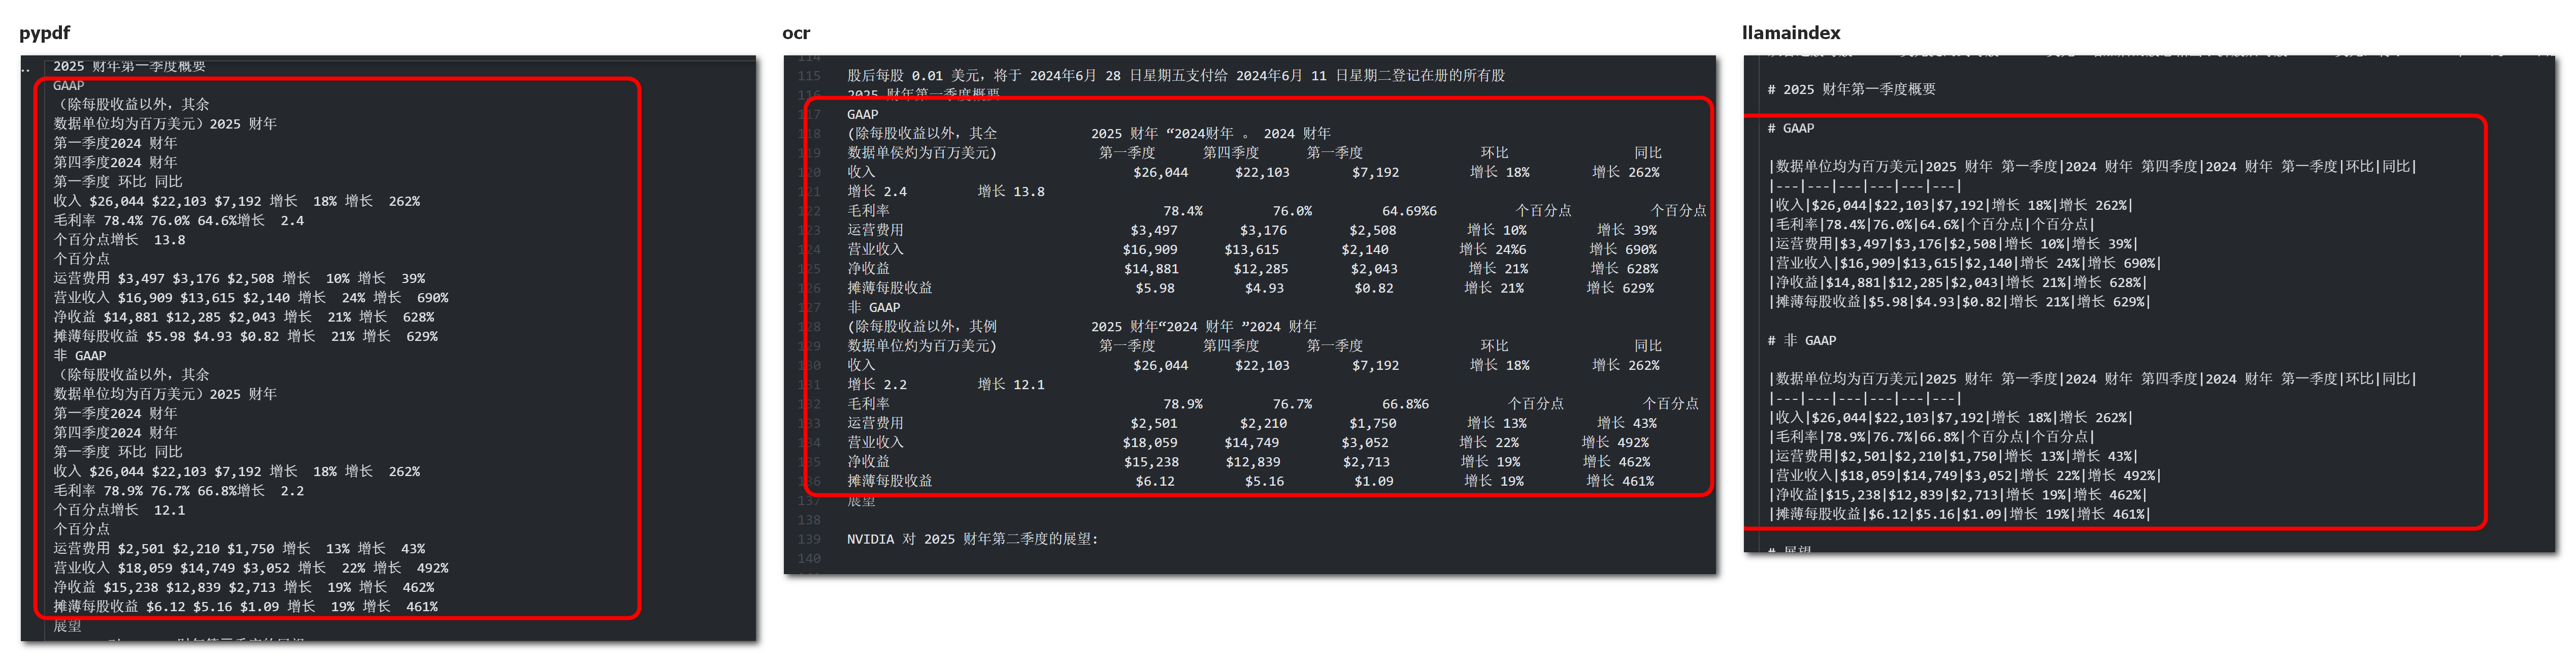 pypdf
2025 财年第一季度概要
GAAP
（除每股收益以外，其余
数据单位均为百万美元）2025 财年
第一季度2024 财年
第四季度2024 财年
第一季度 环比 同比
收入 $26,044 $22,103 $7,192 增长 18% 增长 262%
毛利率 78.4% 76.0% 64.6%增长 2.4
个百分点增长 13.8
个百分点
运营费用 $3,497 $3,176 $2,508 增长 10% 增长 39%
营业收入 $16,909 $13,615 $2,140 增长 24% 增长 690%
净收益 $14,881 $12,285 $2,043 增长 21% 增长 628%
摊薄每股收益 $5.98 $4.93 $0.82 增长 21% 增长 629%
非 GAAP
（除每股收益以外，其余
数据单位均为百万美元）2025 财年
第一季度2024 财年
第四季度2024 财年
第一季度 环比 同比
收入 $26,044 $22,103 $7,192 增长 18% 增长 262%
毛利率 78.9% 76.7% 66.8%增长 2.2
个百分点增长 12.1
个百分点
运营费用 $2,501 $2,210 $1,750 增长 13% 增长 43%
营业收入 $18,059 $14,749 $3,052 增长 22% 增长 492%
净收益 $15,238 $12,839 $2,713 增长 19% 增长 462%
摊薄每股收益 $6.12 $5.16 $1.09 增长 19% 增长 461%
展望
ocr
114
115 股后每股 0.01 美元，将于 2024年6月 28 日星期五支付给 2024年6月 11 日星期二登记在册的所有股
116 2025 财年第一季度概要
117 GAAP
118 (除每股收益以外，其全 2025 财年 “2024财年 。 2024 财年
119 数据单侯灼为百万美元) 第一季度 第四季度 第一季度 环比 同比
120 收入 $26,044 $22,103 $7,192 增长 18% 增长 262%
121 增长 2.4 增长 13.8
122 毛利率 78.4% 76.0% 64.69%6 个百分点 个百分点
123 运营费用 $3,497 $3,176 $2,508 增长 10% 增长 39%
124 营业收入 $16,909 $13,615 $2,140 增长 24%6 增长 690%
125 净收益 $14,881 $12,285 $2,043 增长 21% 增长 628%
126 摊薄每股收益 $5.98 $4.93 $0.82 增长 21% 增长 629%
127 非 GAAP
128 (除每股收益以外，其例 2025 财年“2024 财年 ”2024 财年
129 数据单位灼为百万美元) 第一季度 第四季度 第一季度 环比 同比
130 收入 $26,044 $22,103 $7,192 增长 18% 增长 262%
131 增长 2.2 增长 12.1
132 毛利率 78.9% 76.7% 66.8%6 个百分点 个百分点
133 运营费用 $2,501 $2,210 $1,750 增长 13% 增长 43%
134 营业收入 $18,059 $14,749 $3,052 增长 22% 增长 492%
135 净收益 $15,238 $12,839 $2,713 增长 19% 增长 462%
136 摊薄每股收益 $6.12 $5.16 $1.09 增长 19% 增长 461%
137 展望
138
139 NVIDIA 对 2025 财年第二季度的展望:
140
llamaindex
# 2025 财年第一季度概要
# GAAP
|数据单位均为百万美元|2025 财年 第一季度|2024 财年 第四季度|2024 财年 第一季度|环比|同比|
|---|---|---|---|---|---|
|收入|$26,044|$22,103|$7,192|增长 18%|增长 262%|
|毛利率|78.4%|76.0%|64.6%|个百分点|个百分点|
|运营费用|$3,497|$3,176|$2,508|增长 10%|增长 39%|
|营业收入|$16,909|$13,615|$2,140|增长 24%|增长 690%|
|净收益|$14,881|$12,285|$2,043|增长 21%|增长 628%|
|摊薄每股收益|$5.98|$4.93|$0.82|增长 21%|增长 629%|
# 非 GAAP
|数据单位均为百万美元|2025 财年 第一季度|2024 财年 第四季度|2024 财年 第一季度|环比|同比|
|---|---|---|---|---|---|
|收入|$26,044|$22,103|$7,192|增长 18%|增长 262%|
|毛利率|78.9%|76.7%|66.8%|个百分点|个百分点|
|运营费用|$2,501|$2,210|$1,750|增长 13%|增长 43%|
|营业收入|$18,059|$14,749|$3,052|增长 22%|增长 492%|
|净收益|$15,238|$12,839|$2,713|增长 19%|增长 462%|
|摊薄每股收益|$6.12|$5.16|$1.09|增长 19%|增长 461%|
# 展望